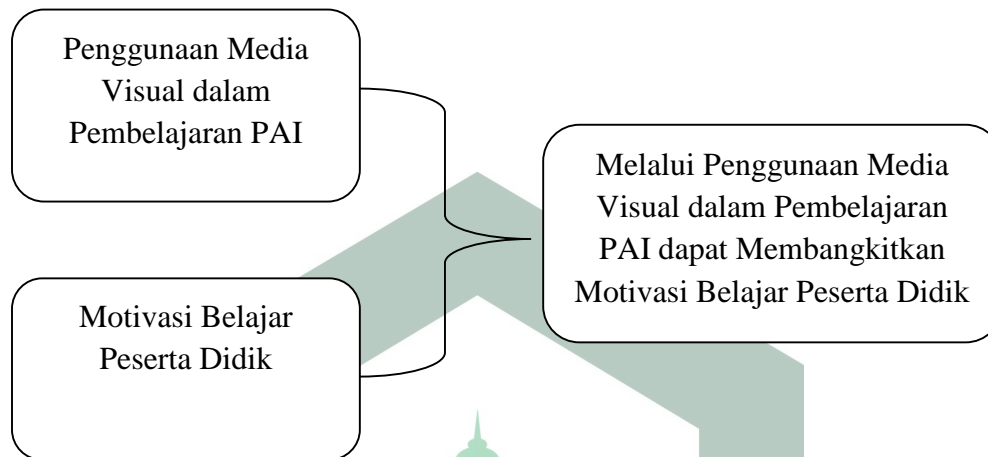 Penggunaan Media
Visual dalam
Pembelajaran PAI
Motivasi Belajar
Peserta Didik
Melalui Penggunaan Media
Visual dalam Pembelajaran
PAI dapat Membangkitkan
Motivasi Belajar Peserta Didik